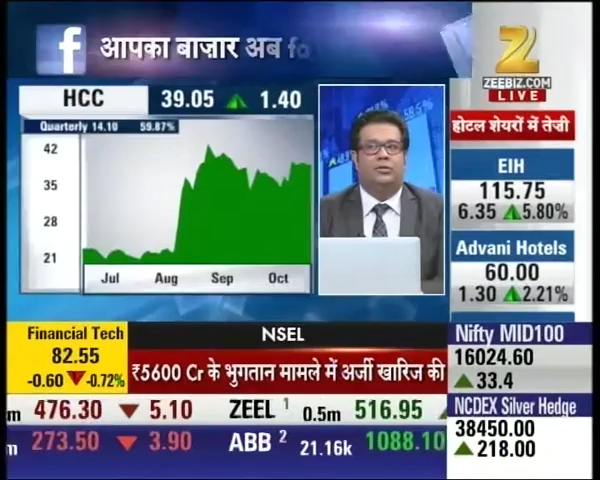 आपका बाज़ार अब fo
ZEEBIZ.COM
LIVE
HCC 39.05 1.40
Quarterly 14.10 59.87%
42
35
28
21
Jul Aug Sep Oct
होटल शेयरों में तेजी
EIH
115.75
6.35 5.80%
Advani Hotels
60.00
1.30 2.21%
Financial Tech
82.55
-0.60 -0.72%
NSEL
₹5600 Cr के भुगतान मामले में अर्जी खारिज की
Nifty MID100
16024.60
33.4
NCDEX Silver Hedge
38450.00
218.00
m 476.30 5.10 ZEEL 1 0.5m 516.95
m 273.50 3.90 ABB 2 21.16k 1088.10